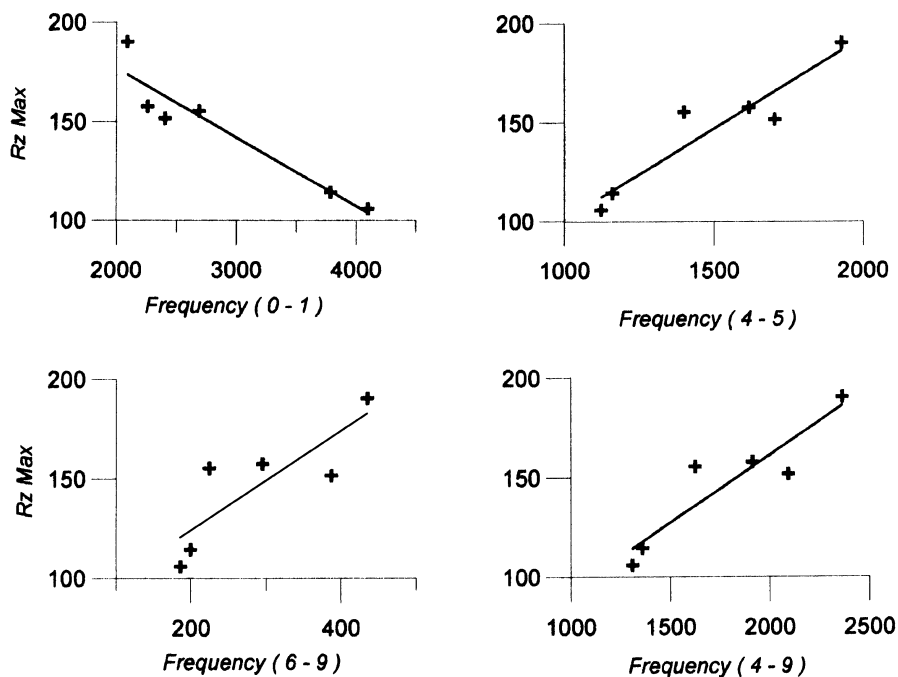 200
150
100
Rz Max
2000 3000 4000
Frequency ( 0 - 1 )
200
150
100
1000 1500 2000
Frequency ( 4 - 5 )
200
150
100
Rz Max
200 400
Frequency ( 6 - 9 )
200
150
100
1000 1500 2000 2500
Frequency ( 4 - 9 )